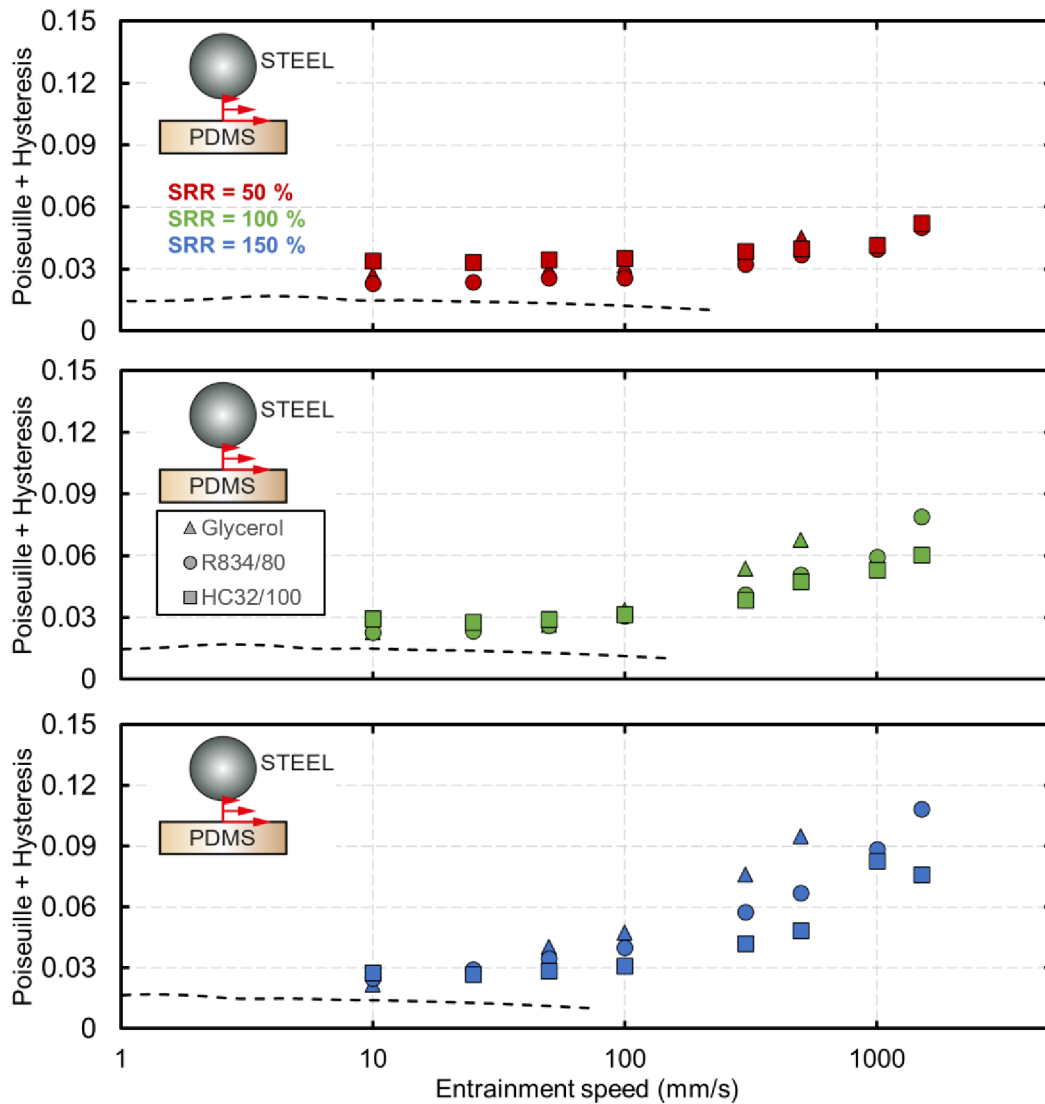 Poiseuille + Hysteresis
0.15
0.12
0.09
0.06
0.03
0
STEEL
PDMS
SRR = 50 %
SRR = 100 %
SRR = 150 %
Poiseuille + Hysteresis
0.15
0.12
0.09
0.06
0.03
0
STEEL
PDMS
Glycerol
R834/80
HC32/100
Poiseuille + Hysteresis
0.15
0.12
0.09
0.06
0.03
0
STEEL
PDMS
1 10 100 1000
Entrainment speed (mm/s)